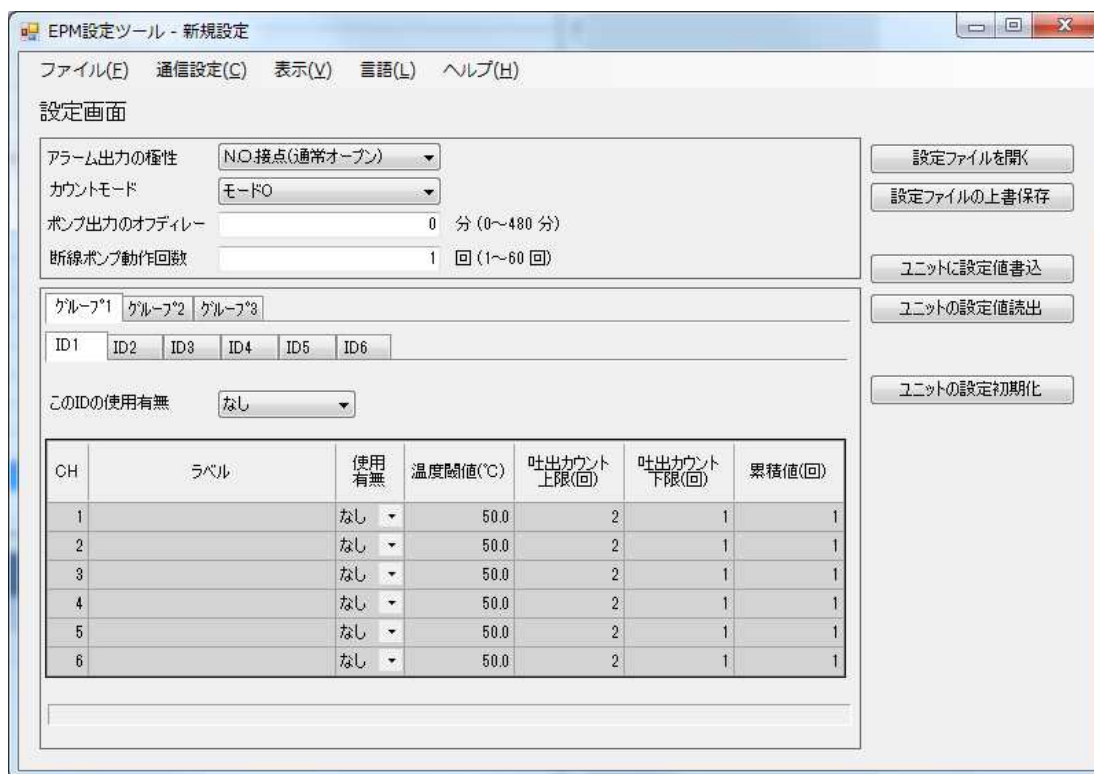 EPM設定ツール - 新規設定
ファイル(F) 通信設定(C) 表示(V) 言語(L) ヘルプ(H)
設定画面
アラーム出力の極性 N.O.接点(通常オープン)
カウントモード モード0
ポンプ出力のオフディレー 0 分 (0～480 分)
断線ポンプ動作回数 1 回 (1～60 回)
設定ファイルを開く
設定ファイルの上書保存
ユニットに設定値書込
ユニットの設定値読出
ユニットの設定初期化
グループ1 グループ2 グループ3
ID1 ID2 ID3 ID4 ID5 ID6
このIDの使用有無 なし
CH ラベル 使用有無 温度閾値(℃) 吐出カウント上限(回) 吐出カウント下限(回) 累積値(回)
1 なし 50.0 2 1 1
2 なし 50.0 2 1 1
3 なし 50.0 2 1 1
4 なし 50.0 2 1 1
5 なし 50.0 2 1 1
6 なし 50.0 2 1 1